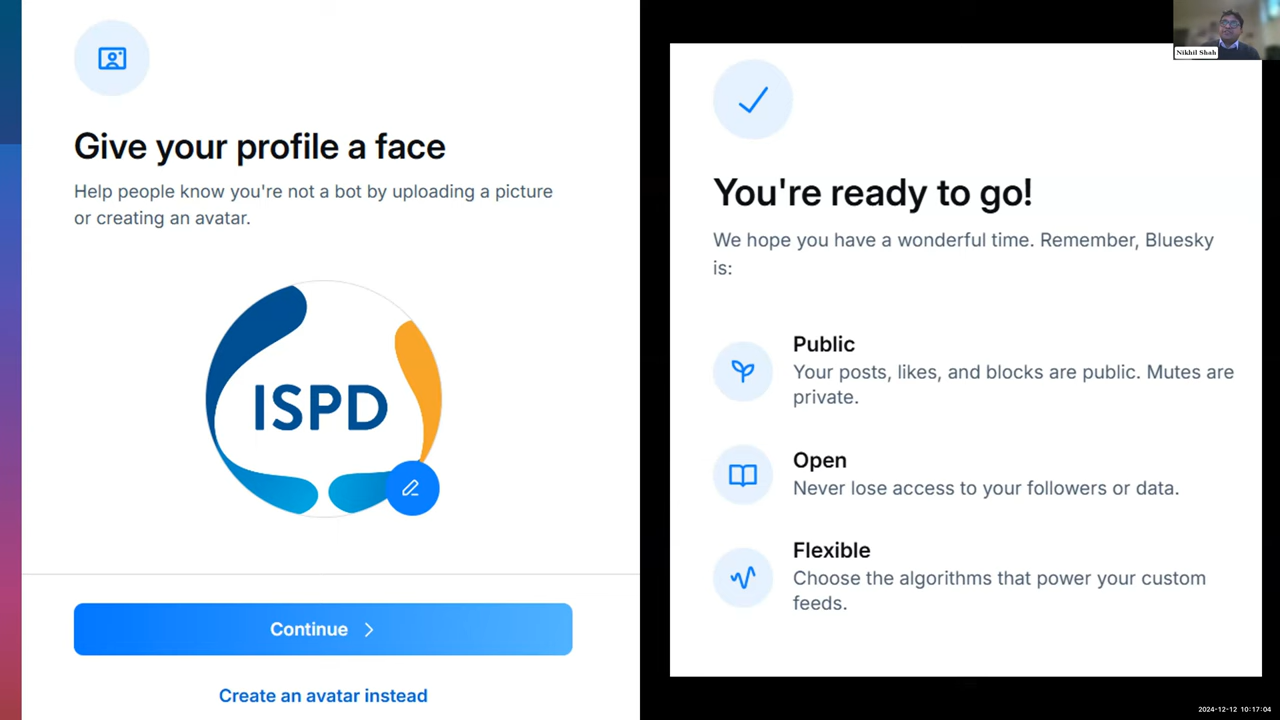 Give your profile a face
Help people know you're not a bot by uploading a picture
or creating an avatar.
ISPD
Continue
Create an avatar instead
Nikhil Shah
You're ready to go!
We hope you have a wonderful time. Remember, Bluesky
is:
Public
Your posts, likes, and blocks are public. Mutes are
private.
Open
Never lose access to your followers or data.
Flexible
Choose the algorithms that power your custom
feeds.
2024-12-12 10:17:04